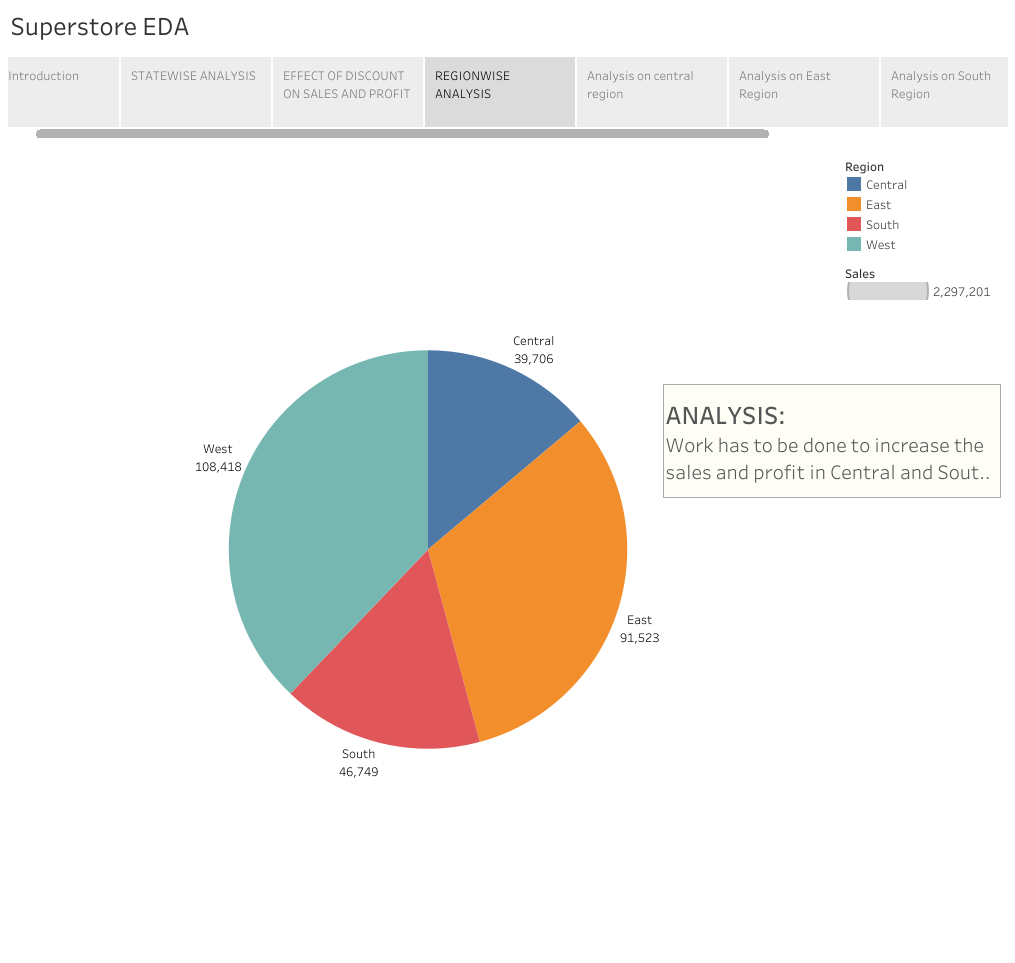 Superstore EDA
Introduction
STATEWISE ANALYSIS
EFFECT OF DISCOUNT
ON SALES AND PROFIT
REGIONWISE
ANALYSIS
Analysis on central
region
Analysis on East
Region
Analysis on South
Region
Region
Central
East
South
West
Sales
2,297,201
Central
39,706
West
108,418
ANALYSIS:
Work has to be done to increase the
sales and profit in Central and Sout..
East
91,523
South
46,749